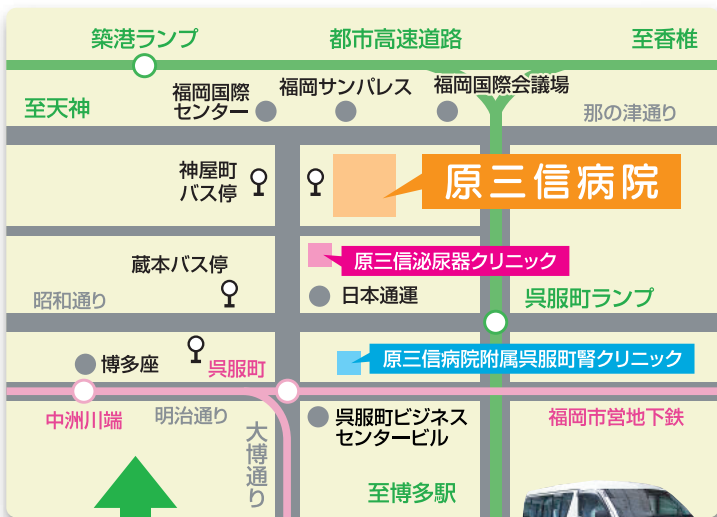 築港ランプ
都市高速道路
至香椎
至天神
福岡国際
センター
福岡サンパレス
福岡国際会議場
那の津通り
神屋町
バス停
原三信病院
蔵本バス停
原三信泌尿器クリニック
日本通運
昭和通り
呉服町ランプ
博多座
呉服町
原三信病院附属呉服町腎クリニック
中洲川端
明治通り
大博通り
呉服町ビジネス
センタービル
福岡市営地下鉄
至博多駅